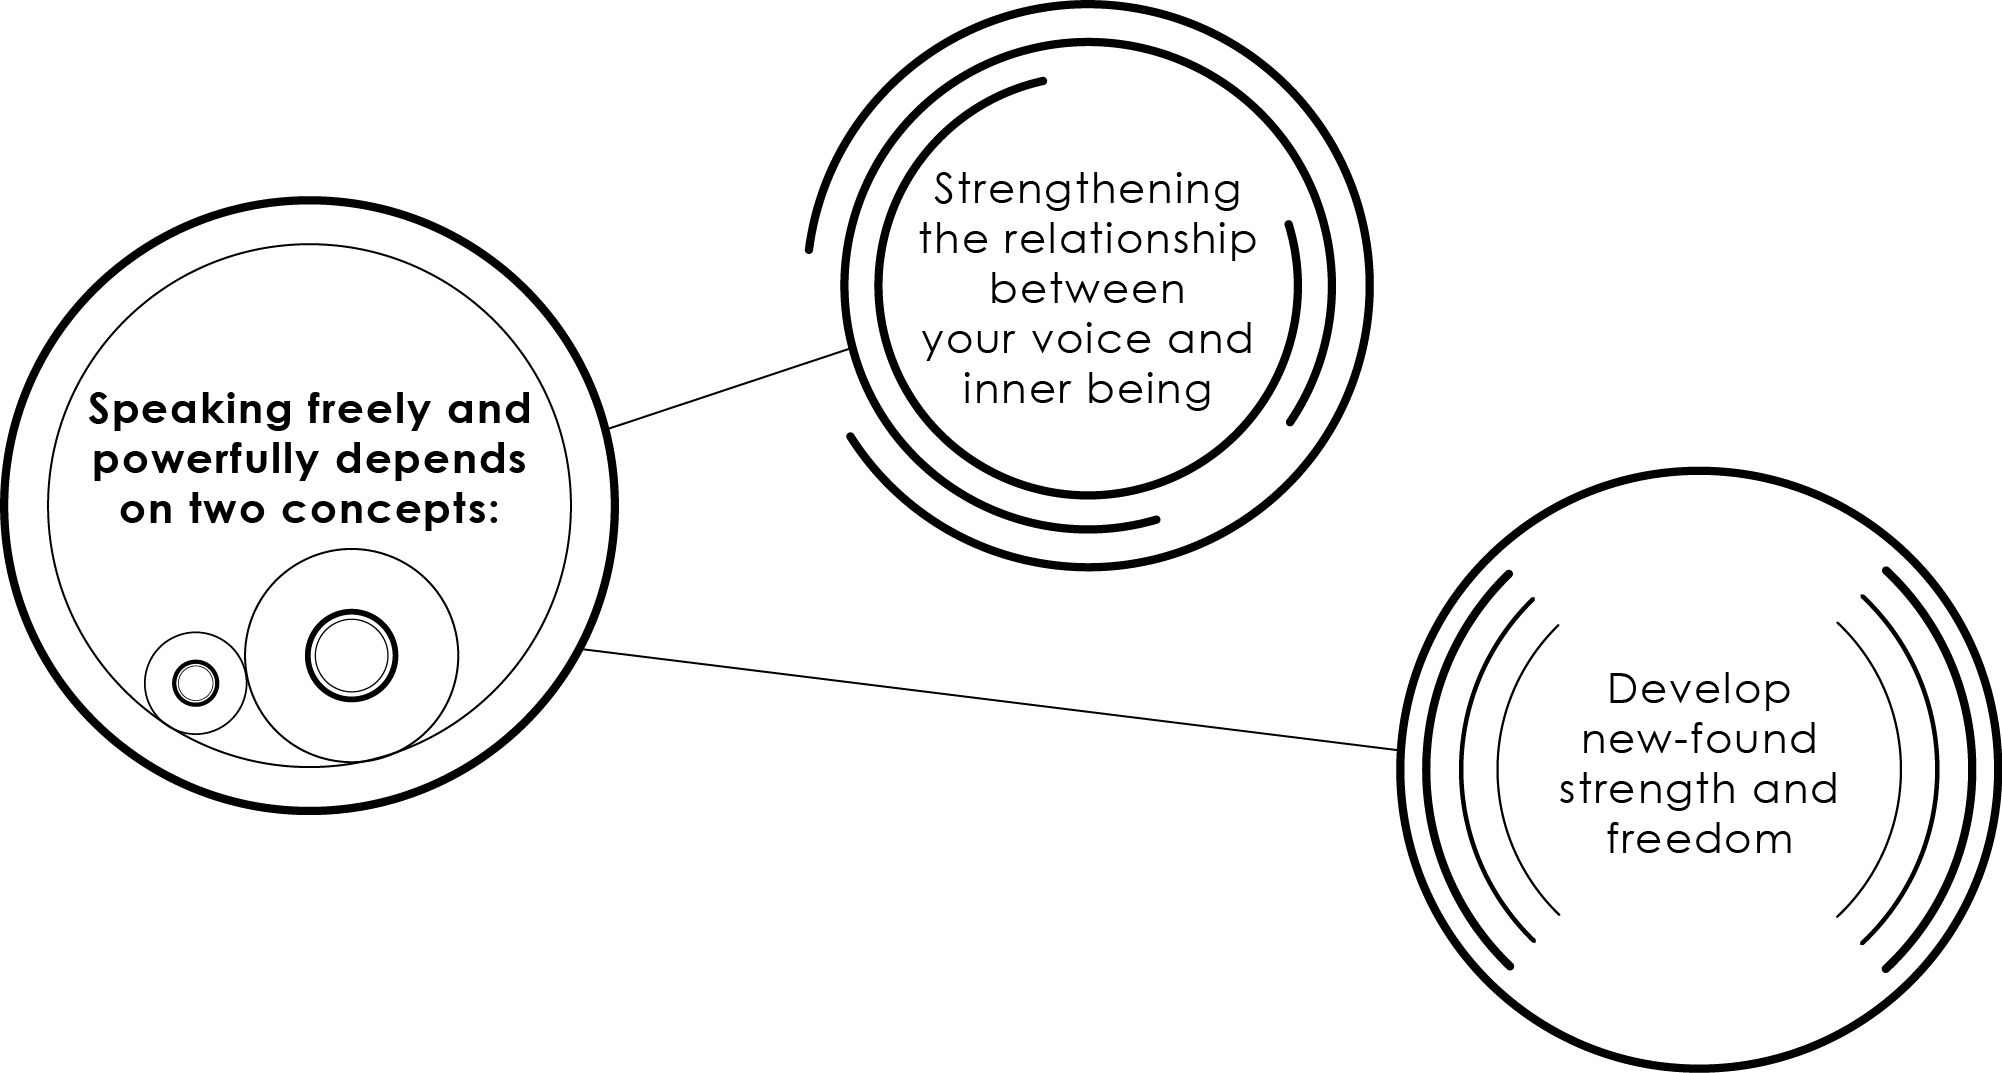 Speaking freely and
powerfully depends
on two concepts:
Strengthening
the relationship
between
your voice and
inner being
Develop
new-found
strength and
freedom